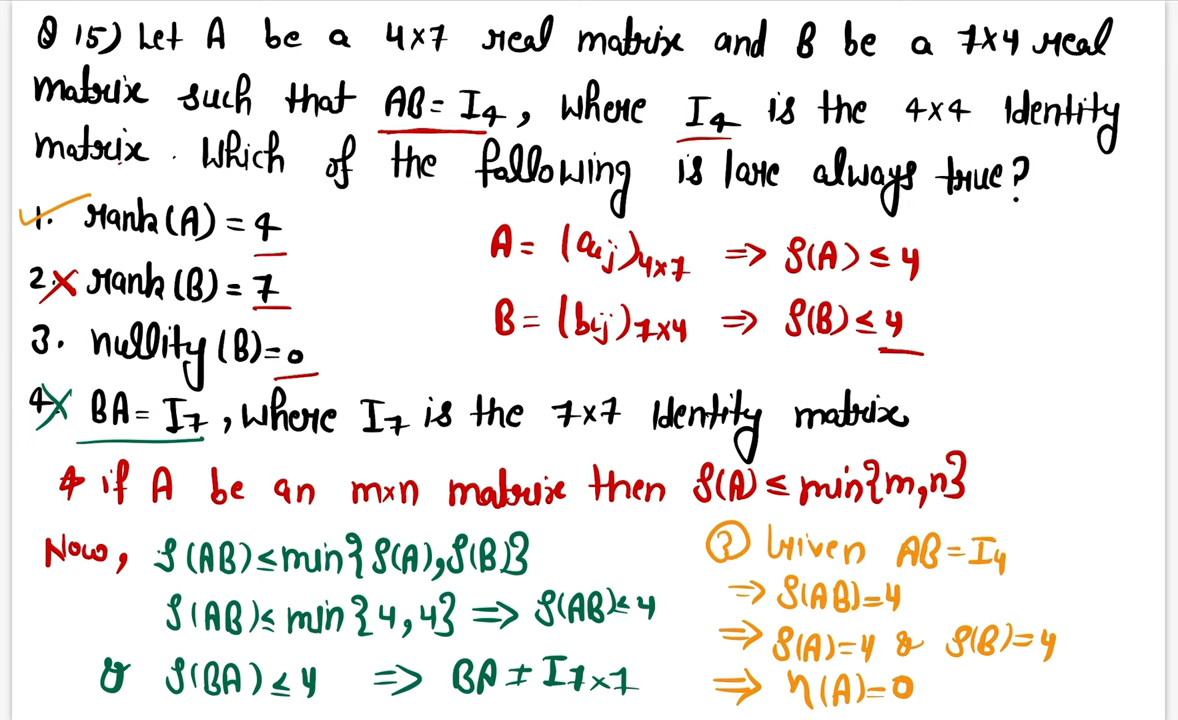 Q 15) Let A be a 4×7 real matrix and B be a 7×4 real
matrix such that AB = I₄, where I₄ is the 4×4 Identity
matrix. Which of the following is/are always true?
1. rank(A) = 4
2. rank(B) = 7
3. nullity(B) = 0
4. BA = I₇, where I₇ is the 7×7 Identity matrix
A = (aij)4×7 ⇒ ρ(A) ≤ 4
B = (bij)7×4 ⇒ ρ(B) ≤ 4
* if A be an m×n matrix then ρ(A) ≤ min{m,n}
Now, ρ(AB) ≤ min{ρ(A), ρ(B)}
ρ(AB) ≤ min{4, 4} ⇒ ρ(AB) ≤ 4
& ρ(BA) ≤ 4 ⇒ BA ≠ I7×7
③ Given AB = I₄
⇒ ρ(AB) = 4
⇒ ρ(A) = 4 & ρ(B) = 4
⇒ η(A) = 0